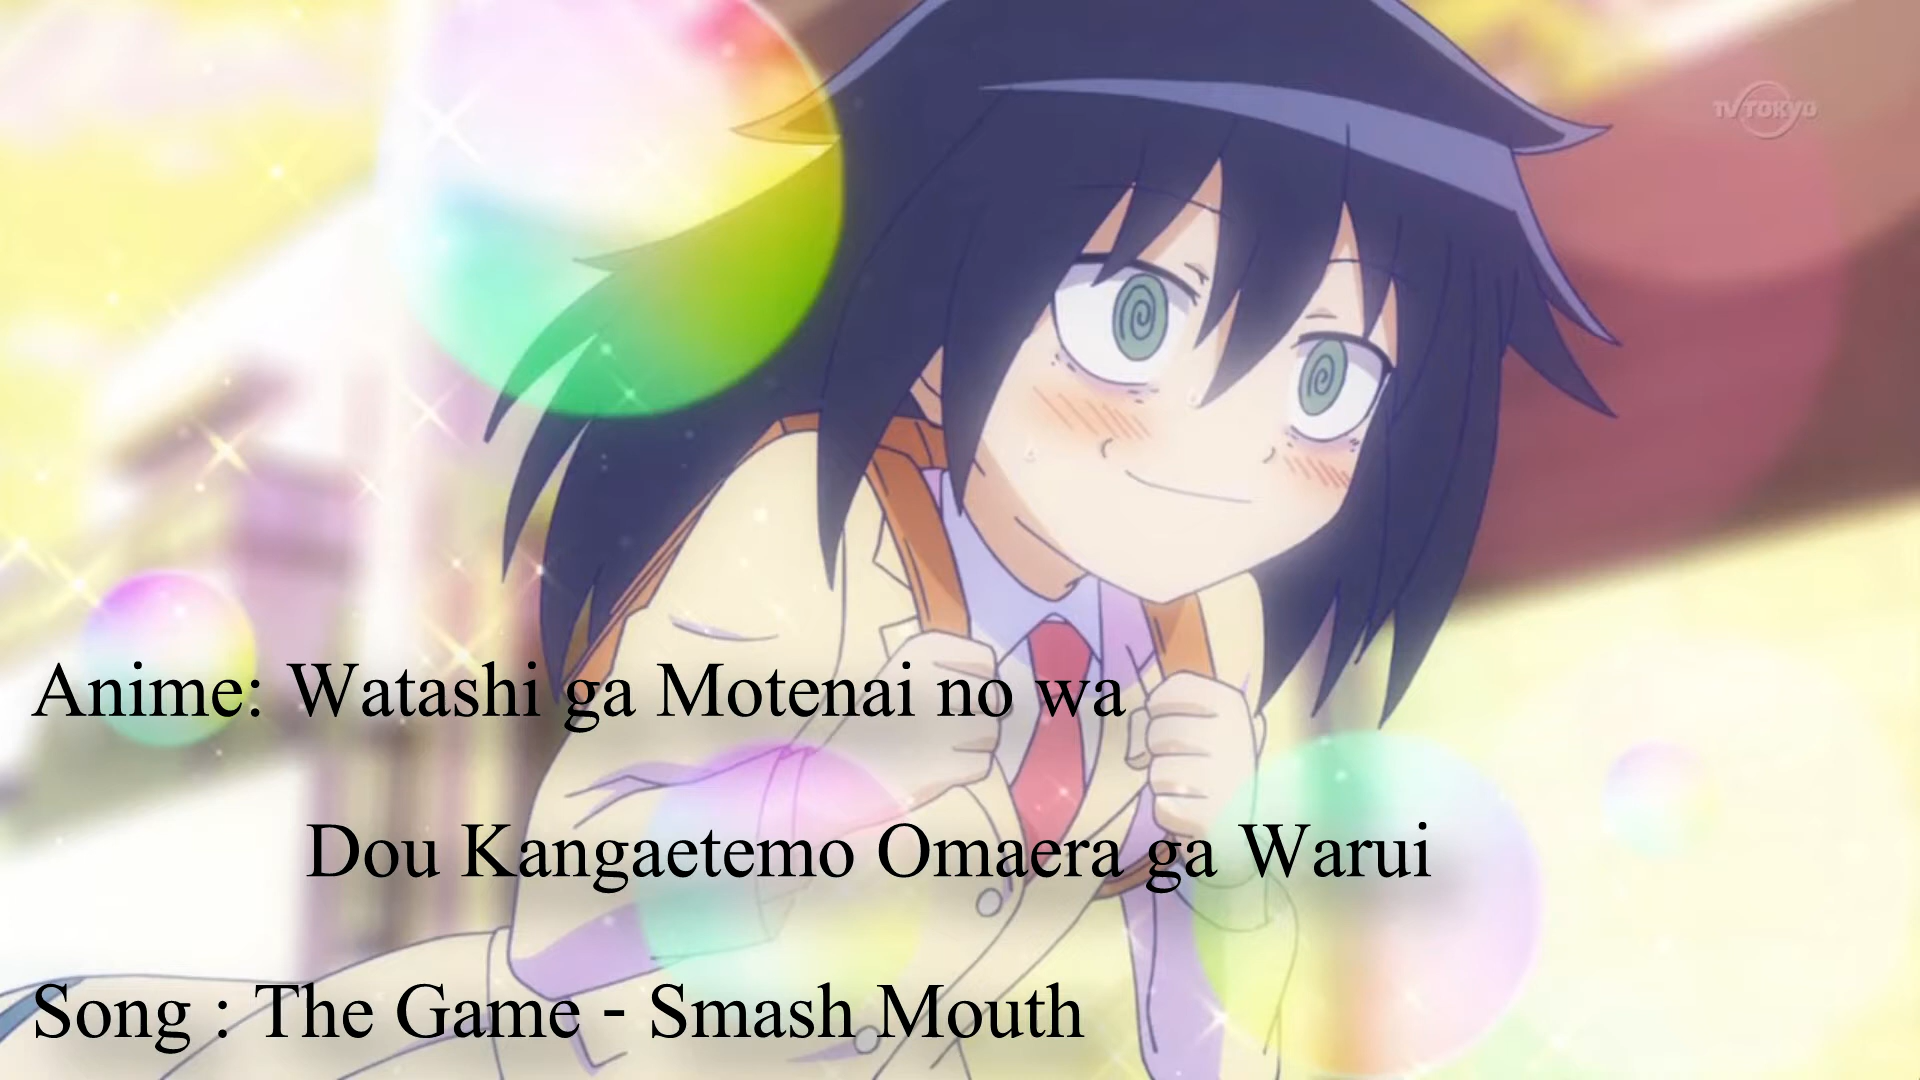 TV TOKYO
Anime: Watashi ga Motenai no wa
Dou Kangaetemo Omaera ga Warui
Song : The Game - Smash Mouth